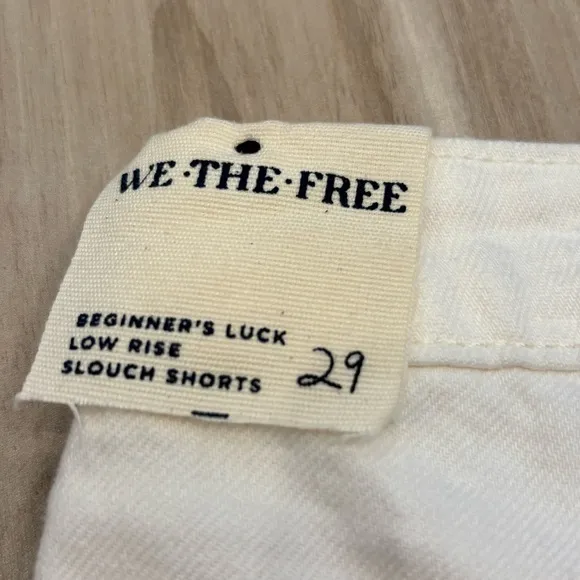 WE·THE·FREE
BEGINNER'S LUCK
LOW RISE
SLOUCH SHORTS 29